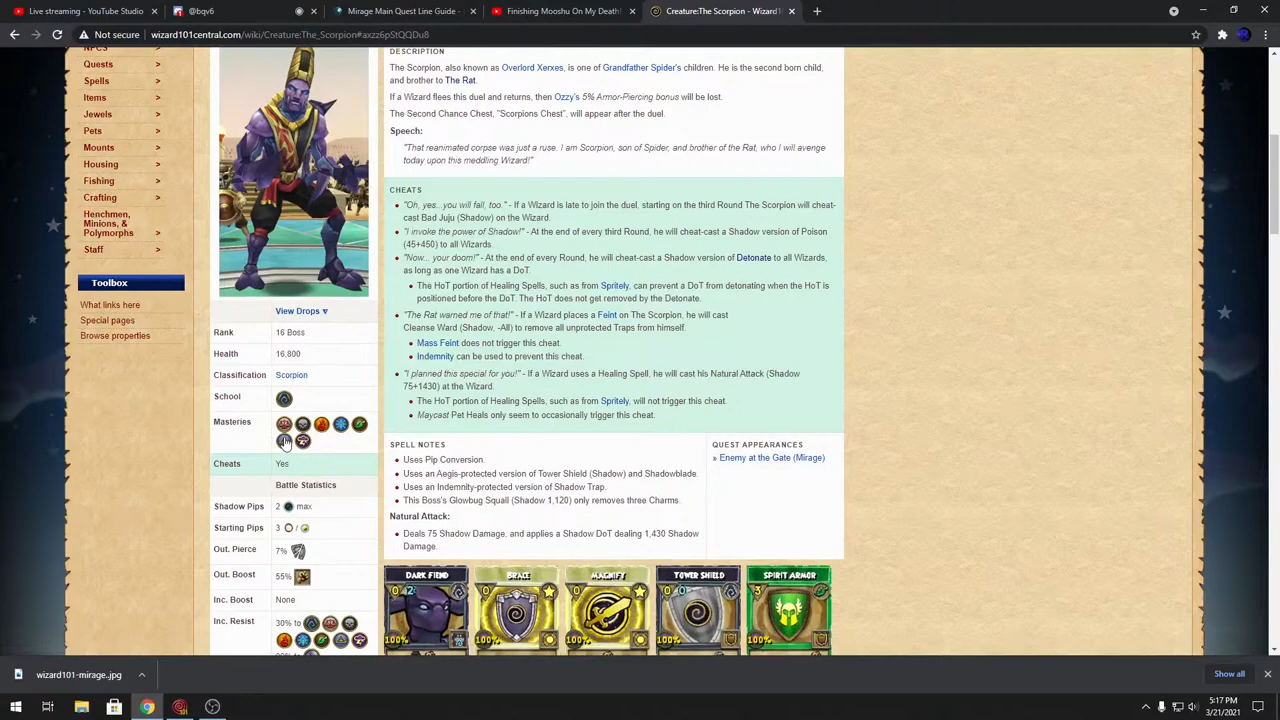 Live streaming on Tw
@bqv6
Mirage Main Line Guide -
Finishing Mooshu on My Death
Creature:The_Scorpion - Wizard1
Not secure | wizard101central.com/wiki/Creature:The_Scorpion#axzz6pStQQDu8
NPCs >
Quests >
Spells >
Items >
Jewels >
Pets >
Mounts >
Housing >
Fishing >
Crafting >
Henchmen,
Minions, &
Polymorphs >
Staff >
Toolbox
What links here
Special pages
Browse properties
View Drops
Rank 16 Boss
Health 16,800
Classification Scorpion
School
Masteries
Cheats Yes
Battle Statistics
Shadow Pips 2 max
Starting Pips 3 /
Out. Pierce 7%
Out. Boost 55%
Inc. Boost None
Inc. Resist 30% to
DESCRIPTION
The Scorpion, also known as Overlord Xerxes, is one of Grandfather Spider's children. He is the second born child,
and brother to The Rat.
If a Wizard flees this duel and returns, then Ozzy's 5% Armor-Piercing bonus will be lost.
The Second Chance Chest, "Scorpions Chest", will appear after the duel.
Speech:
"That reanimated corpse was just a ruse. I am Scorpion, son of Spider, and brother of the Rat, who I will avenge
today upon this meddling Wizard!"
CHEATS
"Oh, yes...you will fall, too." - If a Wizard is late to join the duel, starting on the third Round The Scorpion will cheat-
cast Bad Juju (Shadow) on the Wizard.
"I invoke the power of Shadow!" - At the end of every third Round, he will cheat-cast a Shadow version of Poison
(45+450) to all Wizards.
"Now... your doom!" - At the end of every Round, he will cheat-cast a Shadow version of Detonate to all Wizards,
as long as one Wizard has a DoT.
The HoT portion of Healing Spells, such as from Spritely, can prevent a DoT from detonating when the HoT is
positioned before the DoT. The HoT does not get removed by the Detonate.
"The Rat warned me of that!" - If a Wizard places a Feint on The Scorpion, he will cast
Cleanse Ward (Shadow, -All) to remove all unprotected Traps from himself.
Mass Feint does not trigger this cheat.
Indemnity can be used to prevent this cheat.
"I planned this special for you!" - If a Wizard uses a Healing Spell, he will cast his Natural Attack (Shadow
75+1430) at the Wizard.
The HoT portion of Healing Spells, such as from Spritely, will not trigger this cheat.
Maycast Pet Heals only seem to occasionally trigger this cheat.
SPELL NOTES
Uses Pip Conversion.
Uses an Aegis-protected version of Tower Shield (Shadow) and Shadowblade.
Uses an Indemnity-protected version of Shadow Trap.
This Boss's Glowbug Squall (Shadow 1,120) only removes three Charms.
Natural Attack:
Deals 75 Shadow Damage, and applies a Shadow DoT dealing 1,430 Shadow
Damage.
QUEST APPEARANCES
» Enemy at the Gate (Mirage)
DARK FIEND BRACE MAGNIFY TOWER SHIELD SPIRIT ARMOR
0 2 0 0 0 3
100% 100% 100% 100% 100%
wizard101-mirage..jpg
Show all
5:17 PM
3/21/2021